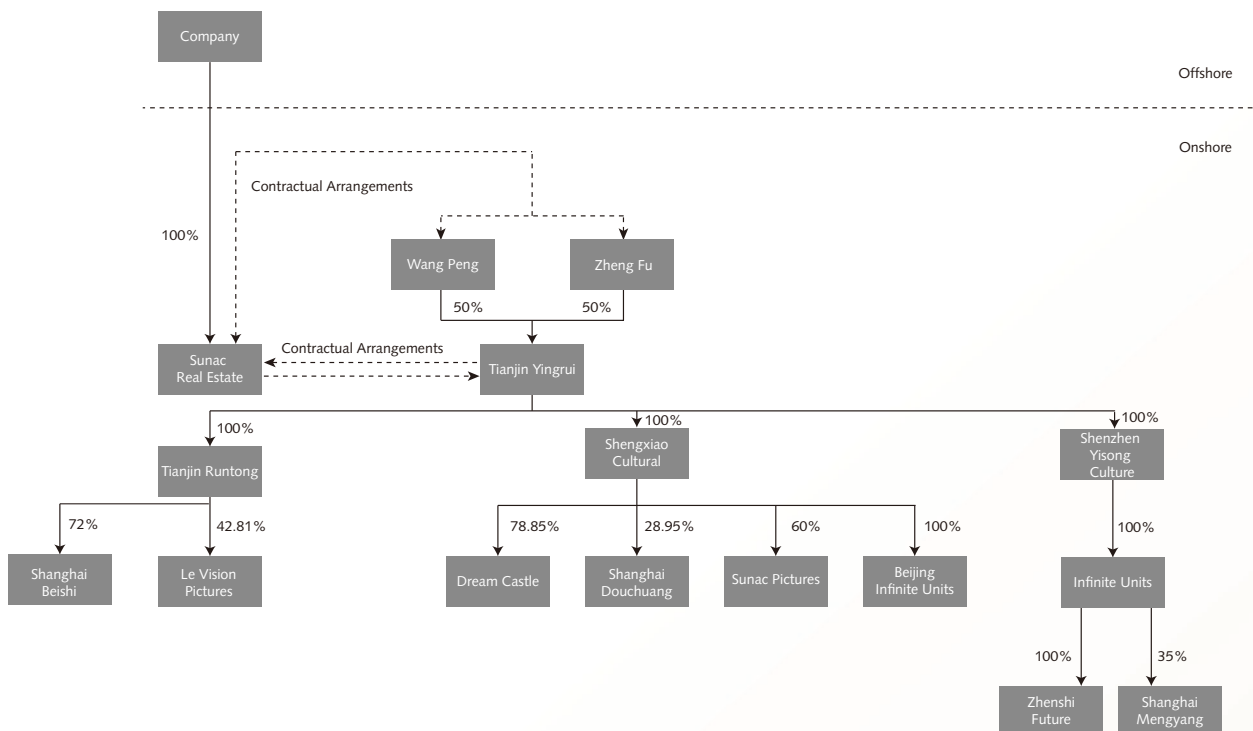 Company
Offshore
Onshore
Contractual Arrangements
100%
Wang Peng
Zheng Fu
50%
50%
Contractual Arrangements
Sunac
Real Estate
Tianjin Yingrui
100%
100%
100%
Tianjin Runtong
Shengxiao
Cultural
Shenzhen
Yisong
Culture
72%
42.81%
78.85%
28.95%
60%
100%
100%
Shanghai
Beishi
Le Vision
Pictures
Dream Castle
Shanghai
Douchuang
Sunac Pictures
Beijing
Infinite Units
Infinite Units
100%
35%
Zhenshi
Future
Shanghai
Mengyang